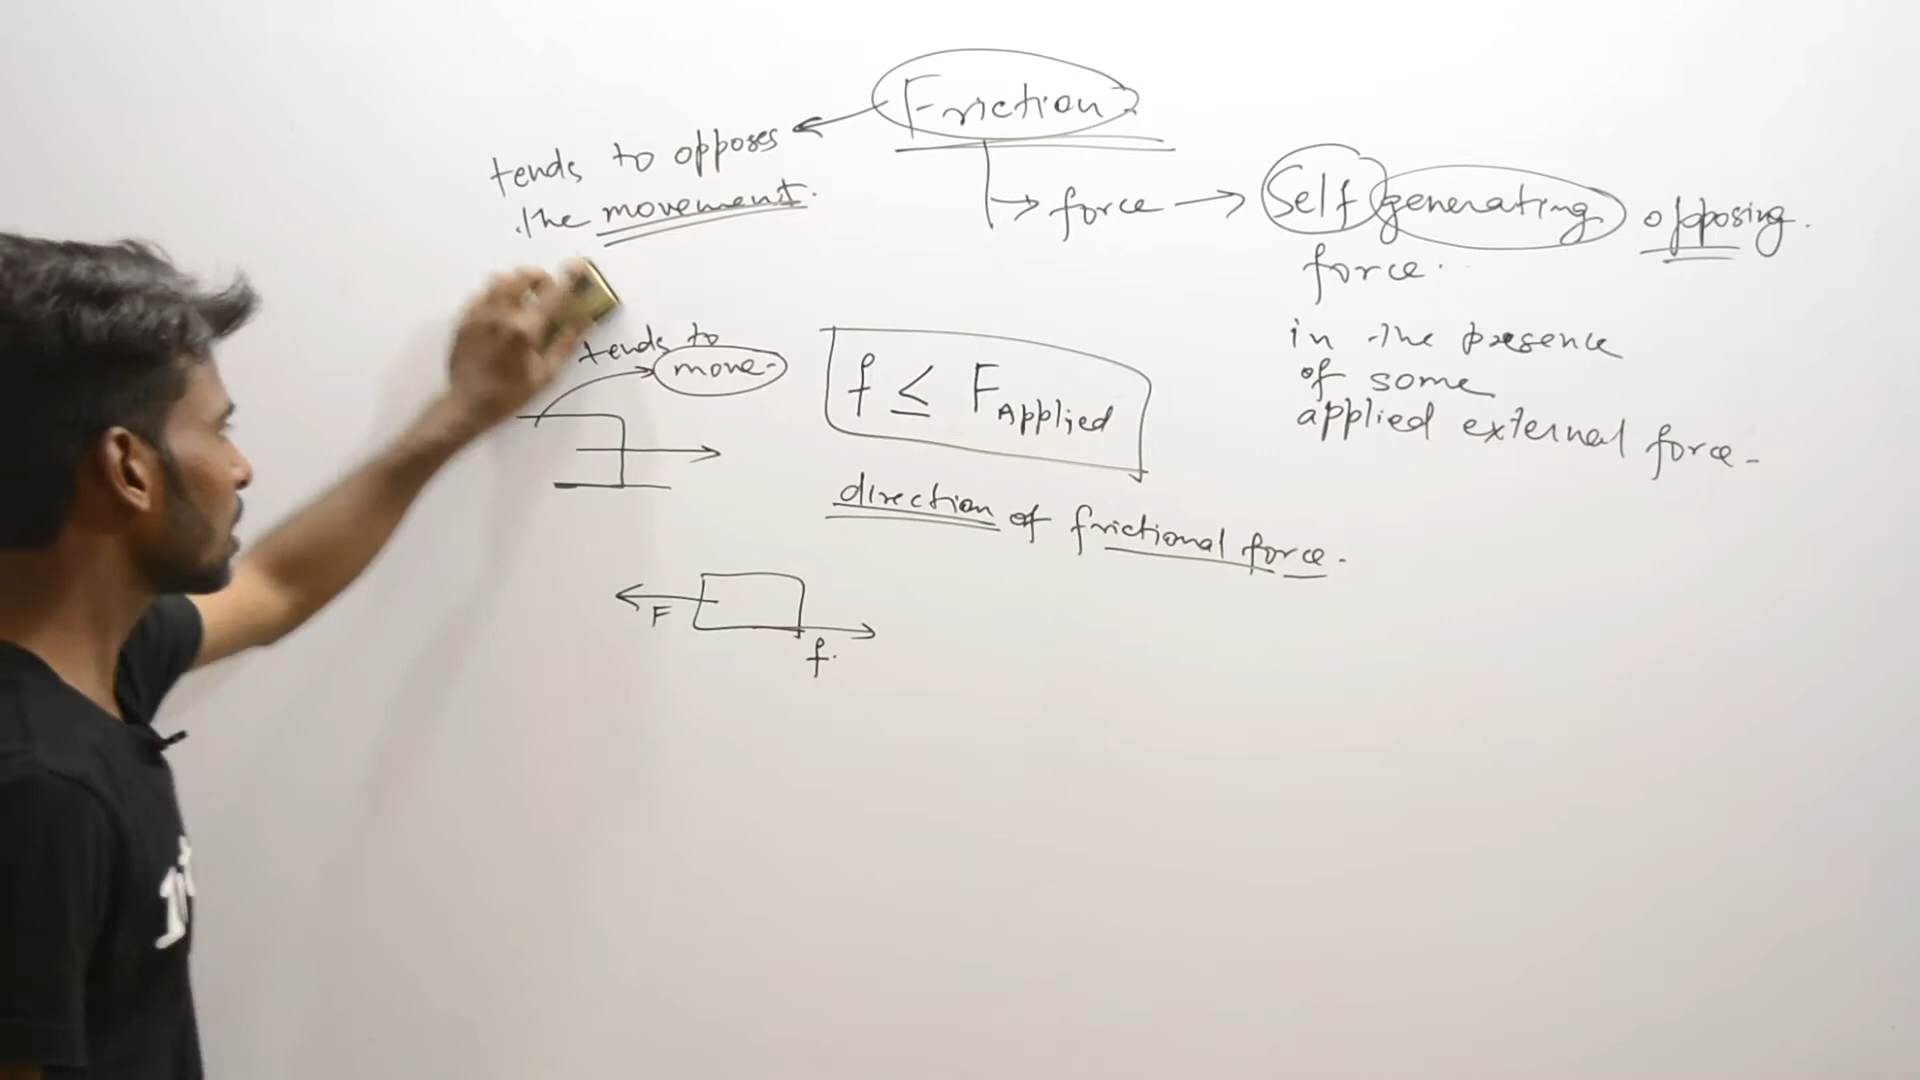 Friction
tends to opposes
the movement.
force → Self generating opposing.
force.
in the presence
of some
applied external force.
tends to
move.
f ≤ F Applied
direction of frictional force.
F
f.